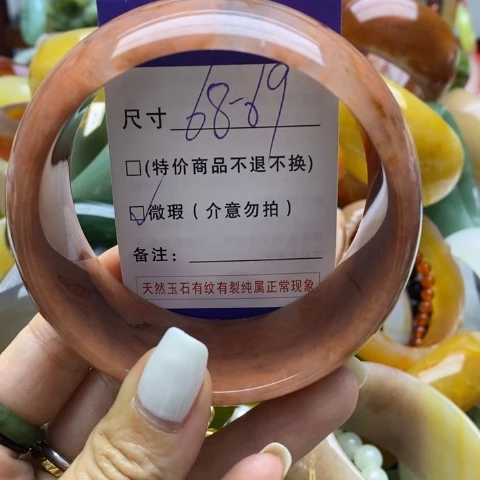 尺寸 68-69
□(特价商品不退不换)
☑微瑕(介意勿拍)
备注:
天然玉石有纹有裂纯属正常现象